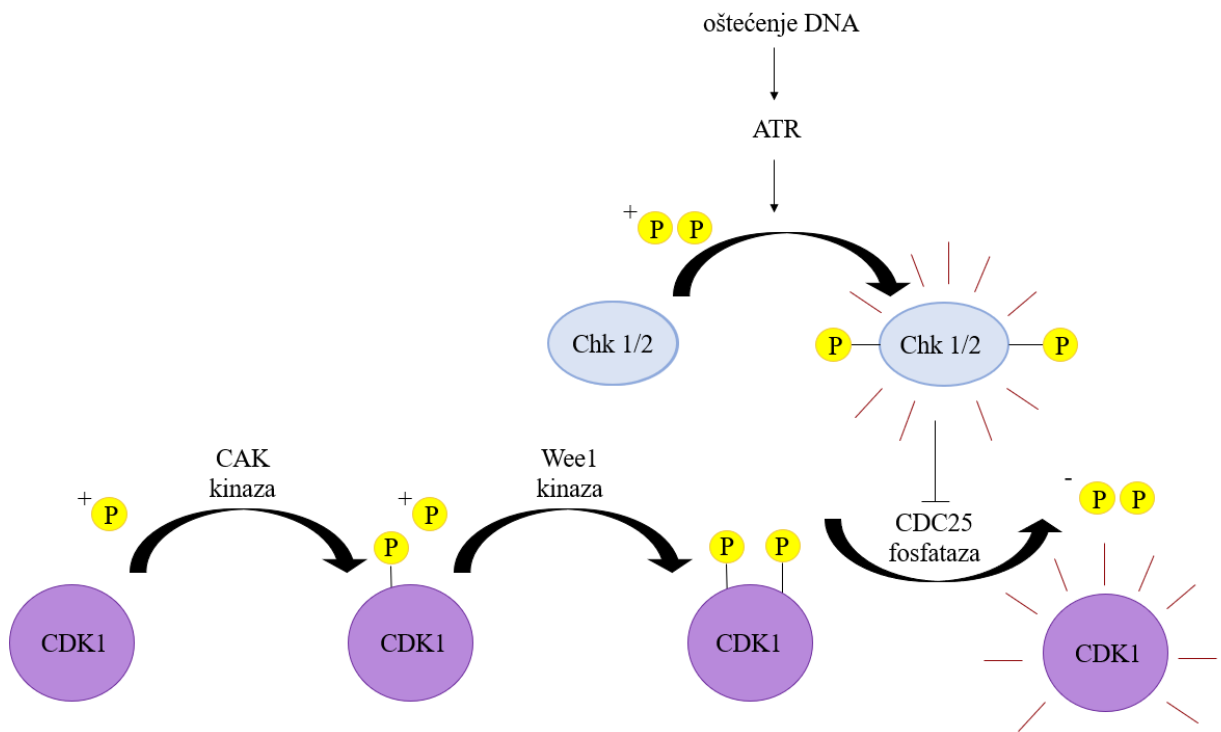 oštećenje DNA
ATR
+
P P
Chk 1/2
P
Chk 1/2
P
CAK
kinaza
Wee1
kinaza
+
P
+
P
-
P P
CDC25
fosfataza
P
P P
CDK1
CDK1
CDK1
CDK1